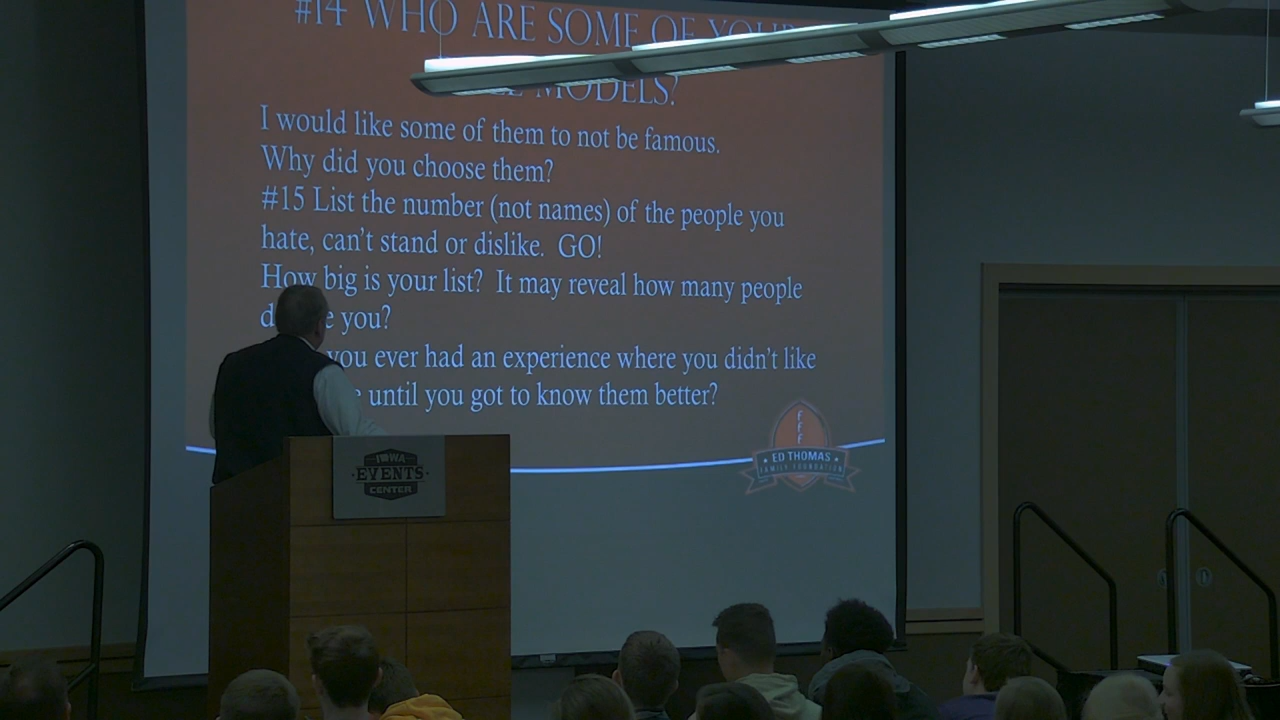 #14 WHO ARE SOME OF YOUR
MODELS?
I would like some of them to not be famous.
Why did you choose them?
#15 List the number (not names) of the people you
hate, can't stand or dislike. GO!
How big is your list? It may reveal how many people
you?
you ever had an experience where you didn't like
until you got to know them better?
FFF
ED THOMAS
FAMILY FOUNDATION
IOWA
EVENTS
CENTER